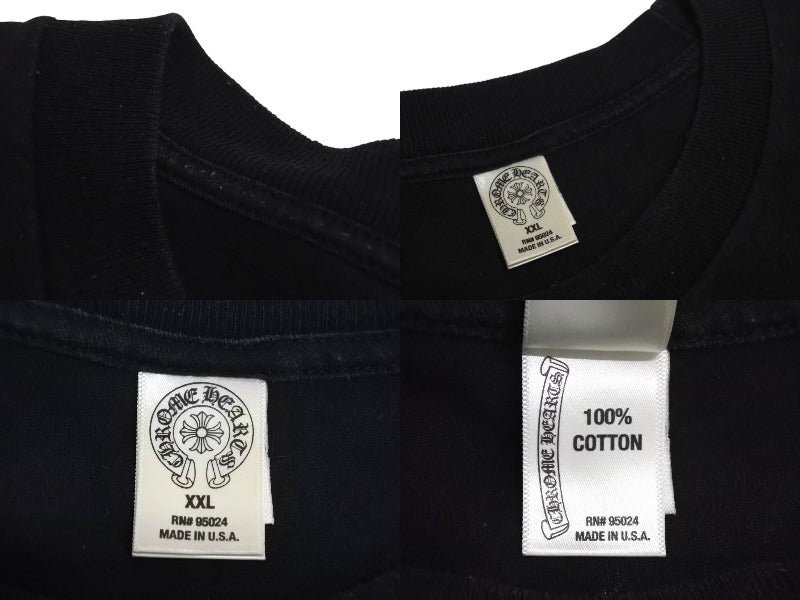 CHROME HEARTS
XXL
RN# 95024
MADE IN U.S.A.
CHROME HEARTS
XXL
RN# 95024
MADE IN U.S.A.
CHROME HEARTS
100%
COTTON
RN# 95024
MADE IN U.S.A.